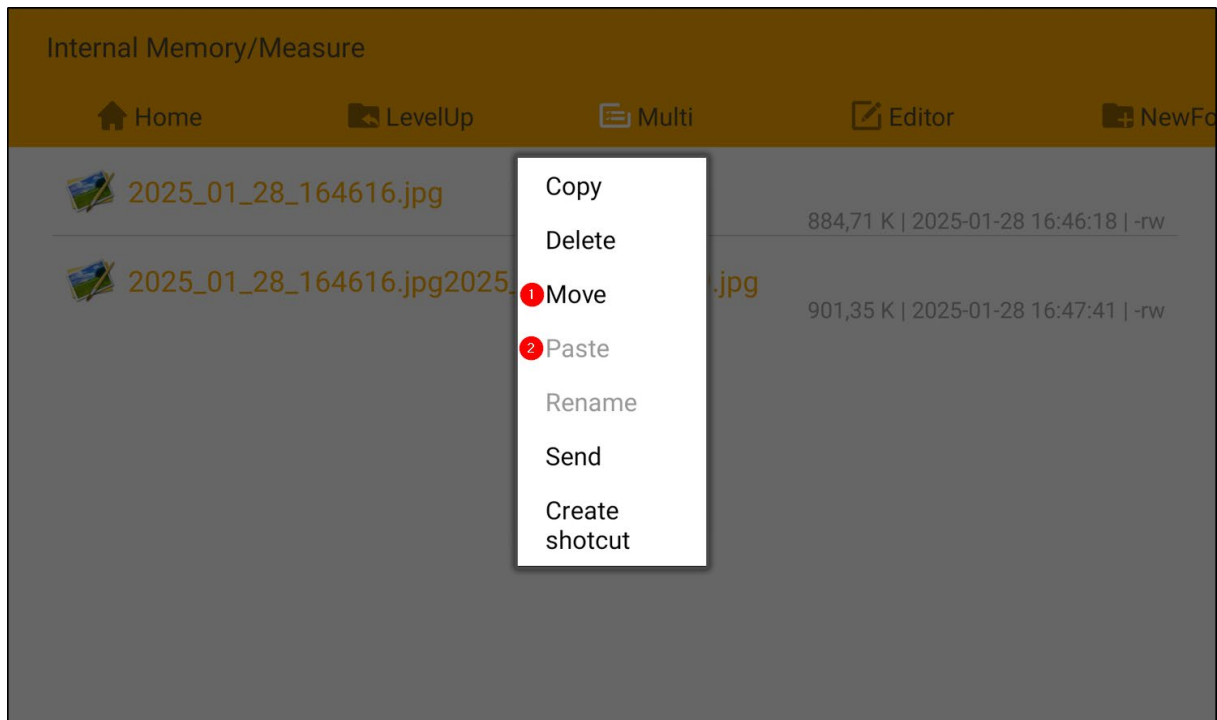 Internal Memory/Measure
Home LevelUp Multi Editor NewFo
2025_01_28_164616.jpg
884,71 K | 2025-01-28 16:46:18 | -rw
2025_01_28_164616.jpg2025_ .jpg
901,35 K | 2025-01-28 16:47:41 | -rw
Copy
Delete
1 Move
2 Paste
Rename
Send
Create
shotcut